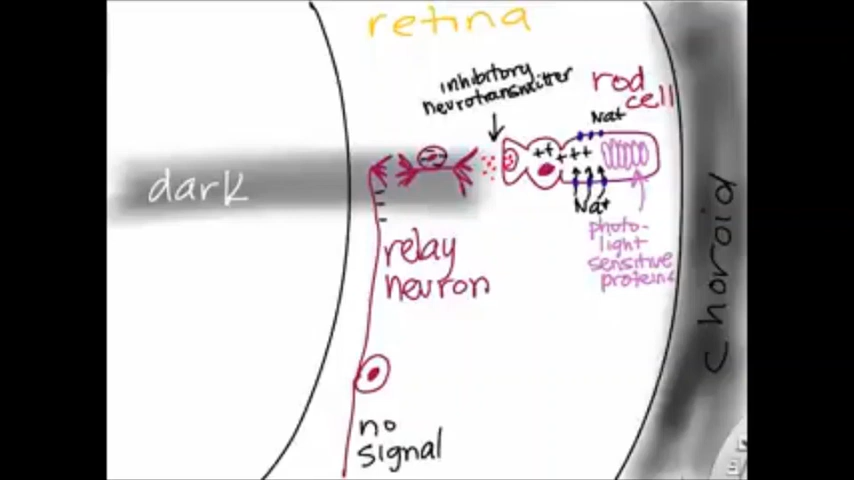 retina
inhibitory
neurotransmitter
rod
cell
Na+
++ +++
dark
Na+
photo-
light
sensitive
proteins
relay
neuron
choroid
no
signal